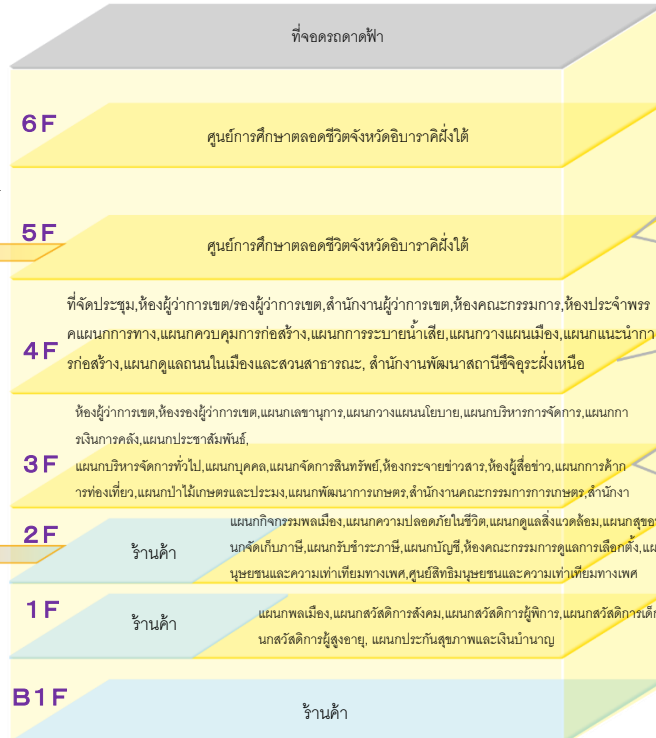 ที่จอดรถดาดฟ้า
6F
ศูนย์การศึกษาตลอดชีวิตจังหวัดอิบาราคิฝั่งใต้
5F
ศูนย์การศึกษาตลอดชีวิตจังหวัดอิบาราคิฝั่งใต้
ที่จัดประชุม,ห้องผู้ว่าการเขต/รองผู้ว่าการเขต,สำนักงานผู้ว่าการเขต,ห้องคณะกรรมการ,ห้องประจำพรร
คแผนกการทาง,แผนกควบคุมการก่อสร้าง,แผนกการระบายน้ำเสีย,แผนกวางแผนเมือง,แผนกแนะนำกา
4F
รก่อสร้าง,แผนกดูแลถนนในเมืองและสวนสาธารณะ, สำนักงานพัฒนาสถานีซึจิอุระฝั่งเหนือ
ห้องผู้ว่าการเขต,ห้องรองผู้ว่าการเขต,แผนกเลขานุการ,แผนกวางแผนนโยบาย,แผนกบริหารการจัดการ,แผนกกา
รเงินการคลัง,แผนกประชาสัมพันธ์,
3F
แผนกบริหารจัดการทั่วไป,แผนกบุคคล,แผนกจัดการสินทรัพย์,ห้องกระจายข่าวสาร,ห้องผู้สื่อข่าว,แผนกการค้าก
ารท่องเที่ยว,แผนกป่าไม้เกษตรและประมง,แผนกพัฒนาการเกษตร,สำนักงานคณะกรรมการการเกษตร,สำนักงา
2F
ร้านค้า
แผนกกิจกรรมพลเมือง,แผนกความปลอดภัยในชีวิต,แผนกดูแลสิ่งแวดล้อม,แผนกสุขอ
นกจัดเก็บภาษี,แผนกรับชำระภาษี,แผนกบัญชี,ห้องคณะกรรมการดูแลการเลือกตั้ง,แผ
นุษยชนและความเท่าเทียมทางเพศ,ศูนย์สิทธิมนุษยชนและความเท่าเทียมทางเพศ
1F
ร้านค้า
แผนกพลเมือง,แผนกสวัสดิการสังคม,แผนกสวัสดิการผู้พิการ,แผนกสวัสดิการเด็ก
นกสวัสดิการผู้สูงอายุ, แผนกประกันสุขภาพและเงินบำนาญ
B1F
ร้านค้า